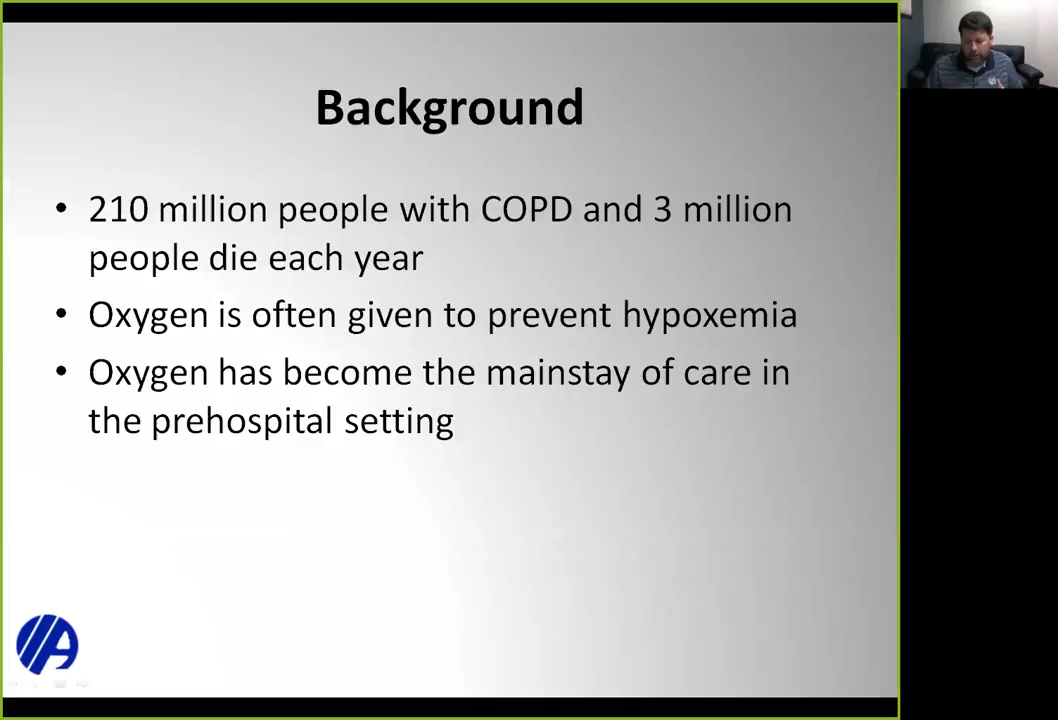 Background
• 210 million people with COPD and 3 million
people die each year
• Oxygen is often given to prevent hypoxemia
• Oxygen has become the mainstay of care in
the prehospital setting